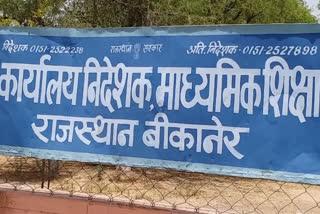 निदेशक 0151 2522238 राजस्थान सरकार अति. निदेशक - 0151-2527898
कार्यालय निदेशक, माध्यमिक शिक्षा
राजस्थान बीकानेर